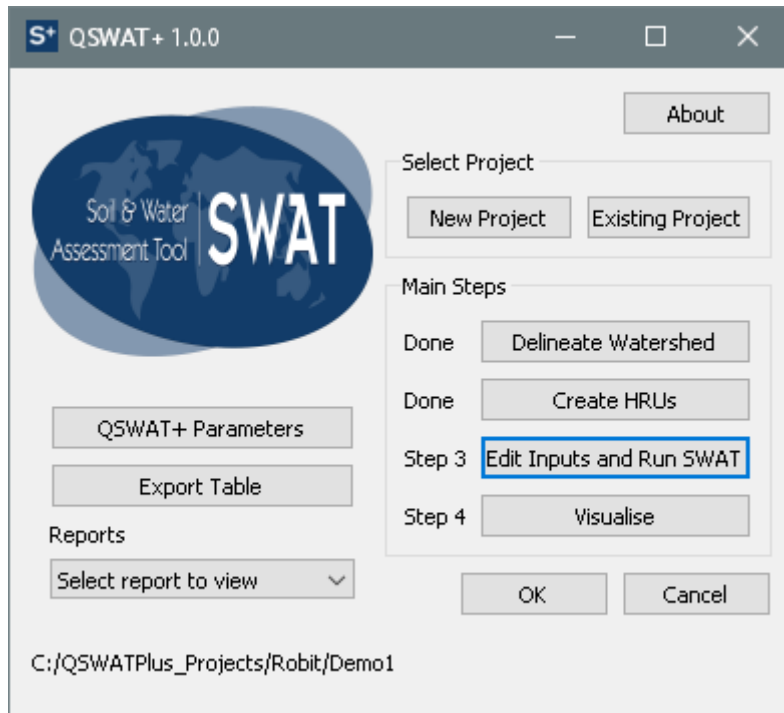 S+ QSWAT+ 1.0.0
About
Soil & Water
Assessment Tool
SWAT
Select Project
New Project Existing Project
Main Steps
Done Delineate Watershed
Done Create HRUs
Step 3 Edit Inputs and Run SWAT
Step 4 Visualise
QSWAT+ Parameters
Export Table
Reports
Select report to view
OK Cancel
C:/QSWATPlus_Projects/Robit/Demo1